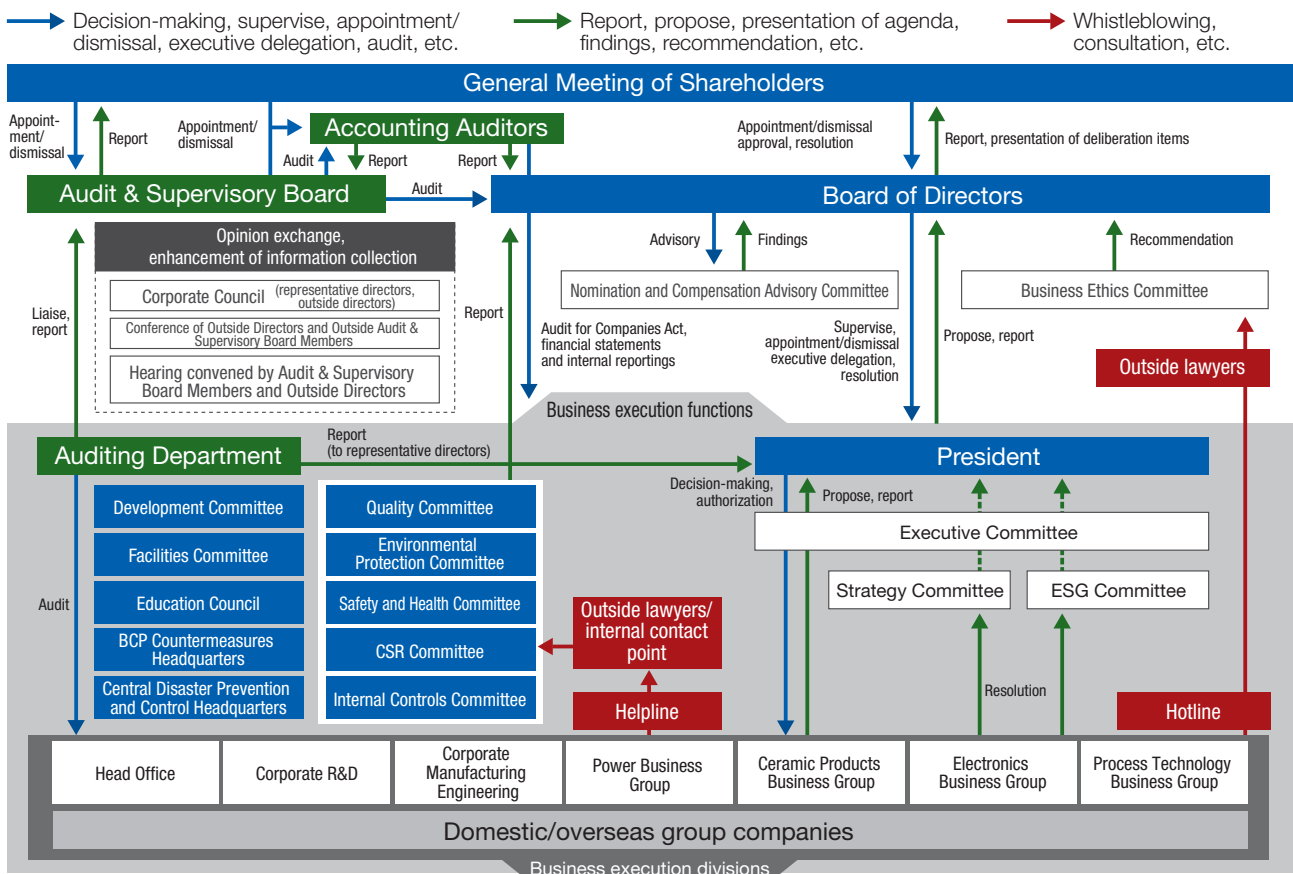 Decision-making, supervise, appointment/
dismissal, executive delegation, audit, etc.
Report, propose, presentation of agenda,
findings, recommendation, etc.
Whistleblowing,
consultation, etc.
General Meeting of Shareholders
Appoint-
ment/
dismissal
Report
Appointment/
dismissal
Accounting Auditors
Audit
Report
Report
Appointment/dismissal
approval, resolution
Report, presentation of deliberation items
Audit & Supervisory Board
Audit
Board of Directors
Opinion exchange,
enhancement of information collection
Corporate Council
(representative directors,
outside directors)
Conference of Outside Directors and Outside Audit &
Supervisory Board Members
Hearing convened by Audit & Supervisory
Board Members and Outside Directors
Liaise,
report
Report
Advisory
Findings
Recommendation
Nomination and Compensation Advisory Committee
Business Ethics Committee
Audit for Companies Act,
financial statements
and internal reportings
Supervise,
appointment/dismissal
executive delegation,
resolution
Propose, report
Outside lawyers
Business execution functions
Auditing Department
Report
(to representative directors)
President
Decision-making,
authorization
Propose, report
Development Committee
Quality Committee
Executive Committee
Facilities Committee
Environmental
Protection Committee
Strategy Committee
ESG Committee
Audit
Education Council
Safety and Health Committee
Outside lawyers/
internal contact
point
BCP Countermeasures
Headquarters
CSR Committee
Central Disaster Prevention
and Control Headquarters
Internal Controls Committee
Helpline
Resolution
Hotline
Head Office
Corporate R&D
Corporate
Manufacturing
Engineering
Power Business
Group
Ceramic Products
Business Group
Electronics
Business Group
Process Technology
Business Group
Domestic/overseas group companies
Business execution divisions